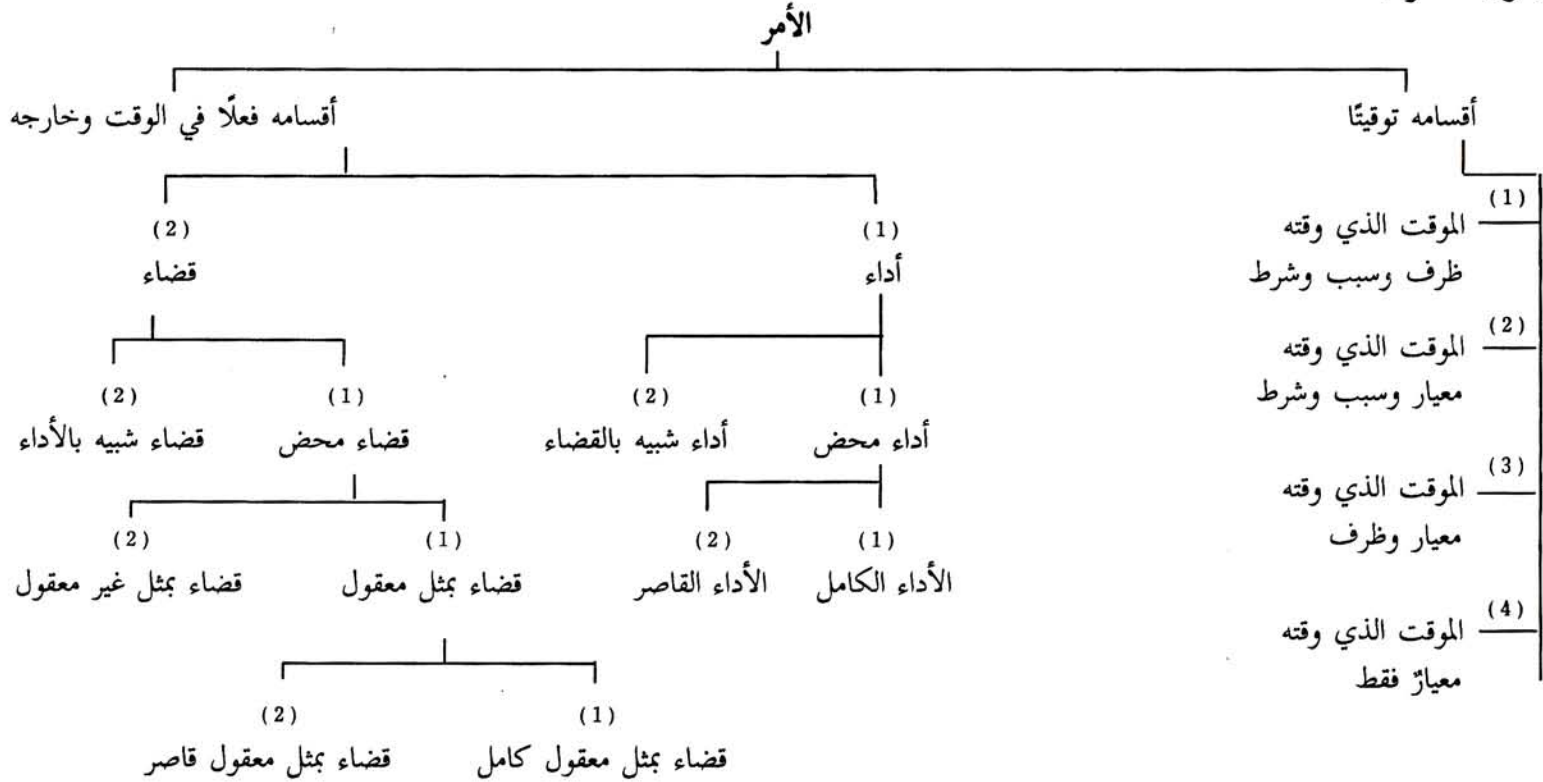 الأمر
أقسامه توقيتًا
أقسامه فعلًا في الوقت وخارجه
(1)
الموقت الذي وقته
ظرف وسبب وشرط
(2)
الموقت الذي وقته
معيار وسبب وشرط
(3)
الموقت الذي وقته
معيار وظرف
(4)
الموقت الذي وقته
معيارٌ فقط
(1)
أداء
(2)
قضاء
(1)
أداء محض
(2)
أداء شبيه بالقضاء
(1)
قضاء محض
(2)
قضاء شبيه بالأداء
(1)
الأداء الكامل
(2)
الأداء القاصر
(1)
قضاء بمثل معقول
(2)
قضاء بمثل غير معقول
(1)
قضاء بمثل معقول كامل
(2)
قضاء بمثل معقول قاصر